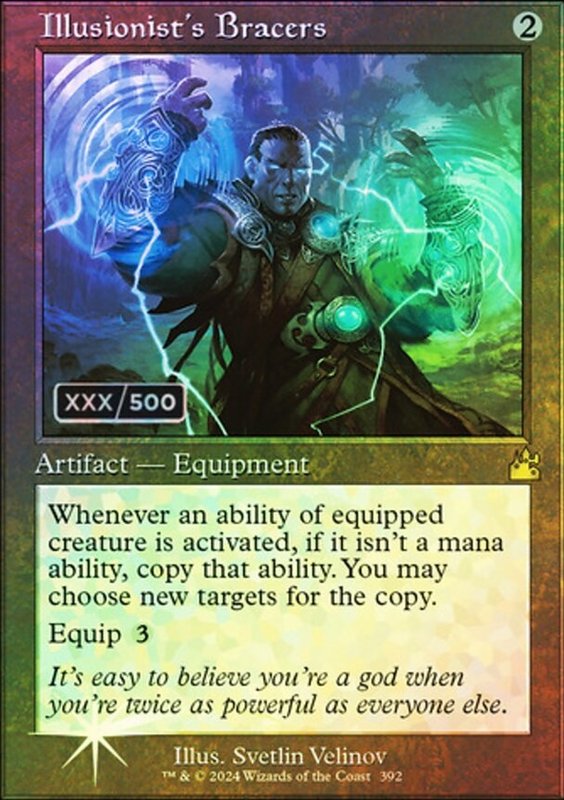 Illusionist's Bracers 2
XXX/500
Artifact — Equipment
Whenever an ability of equipped
creature is activated, if it isn't a mana
ability, copy that ability. You may
choose new targets for the copy.
Equip 3
It's easy to believe you're a god when
you're twice as powerful as everyone else.
Illus. Svetlin Velinov
™ & © 2024 Wizards of the Coast 392